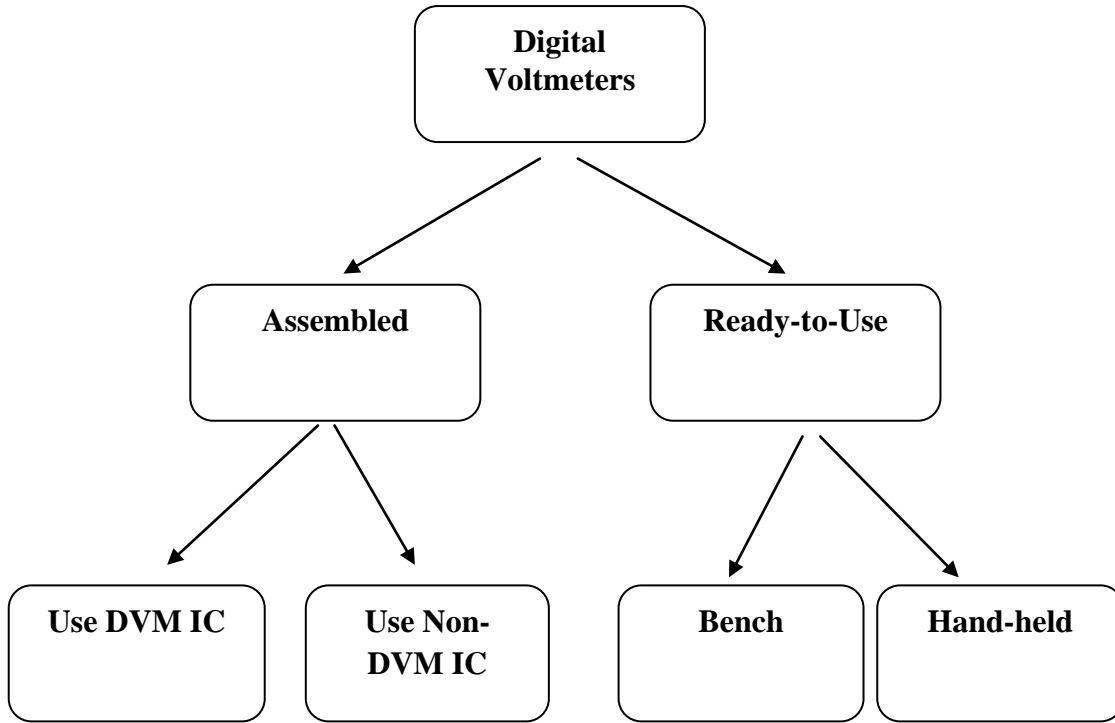 Digital
Voltmeters
Assembled
Ready-to-Use
Use DVM IC
Use Non-
DVM IC
Bench
Hand-held